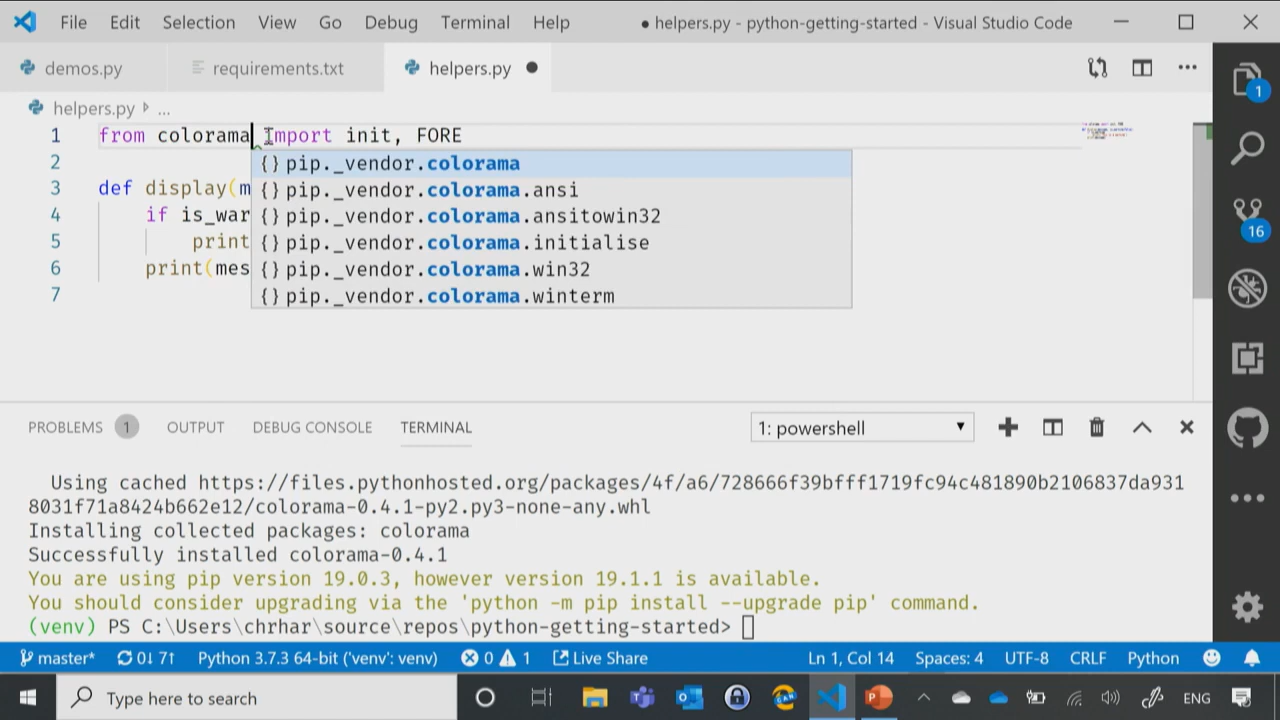 File Edit Selection View Go Debug Terminal Help
● helpers.py - python-getting-started - Visual Studio Code
demos.py requirements.txt helpers.py
helpers.py ...
1 from colorama import init, FORE
2 {} pip._vendor.colorama
3 def display(m {} pip._vendor.colorama.ansi
4 if is_war {} pip._vendor.colorama.ansitowin32
5 print {} pip._vendor.colorama.initialise
6 print(mes {} pip._vendor.colorama.win32
7 {} pip._vendor.colorama.winterm
1
16
PROBLEMS 1 OUTPUT DEBUG CONSOLE TERMINAL 1: powershell
Using cached https://files.pythonhosted.org/packages/4f/a6/728666f39bfff1719fc94c481890b2106837da931
8031f71a8424b662e12/colorama-0.4.1-py2.py3-none-any.whl
Installing collected packages: colorama
Successfully installed colorama-0.4.1
You are using pip version 19.0.3, however version 19.1.1 is available.
You should consider upgrading via the 'python -m pip install --upgrade pip' command.
(venv) PS C:\Users\chrhar\source\repos\python-getting-started>
master* 0↓ 7↑ Python 3.7.3 64-bit ('venv': venv) 0 1 Live Share Ln 1, Col 14 Spaces: 4 UTF-8 CRLF Python
Type here to search ENG